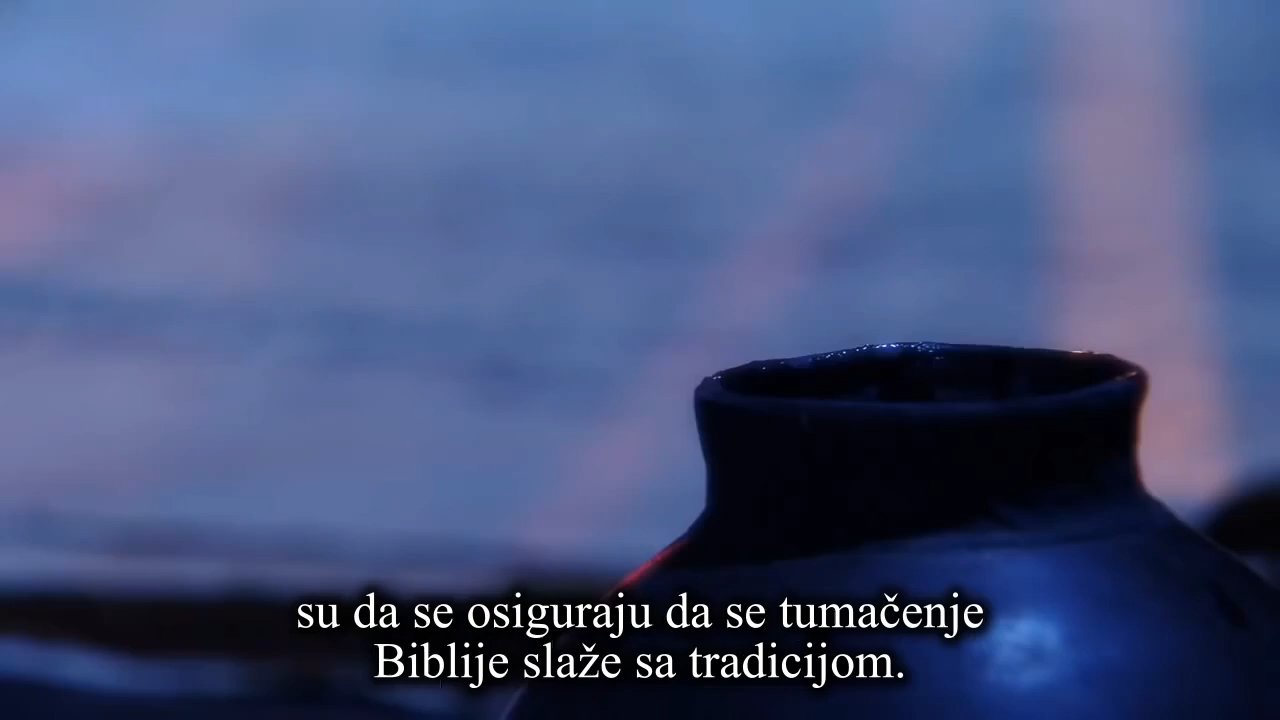 su da se osiguraju da se tumačenje
Biblije slaže sa tradicijom.